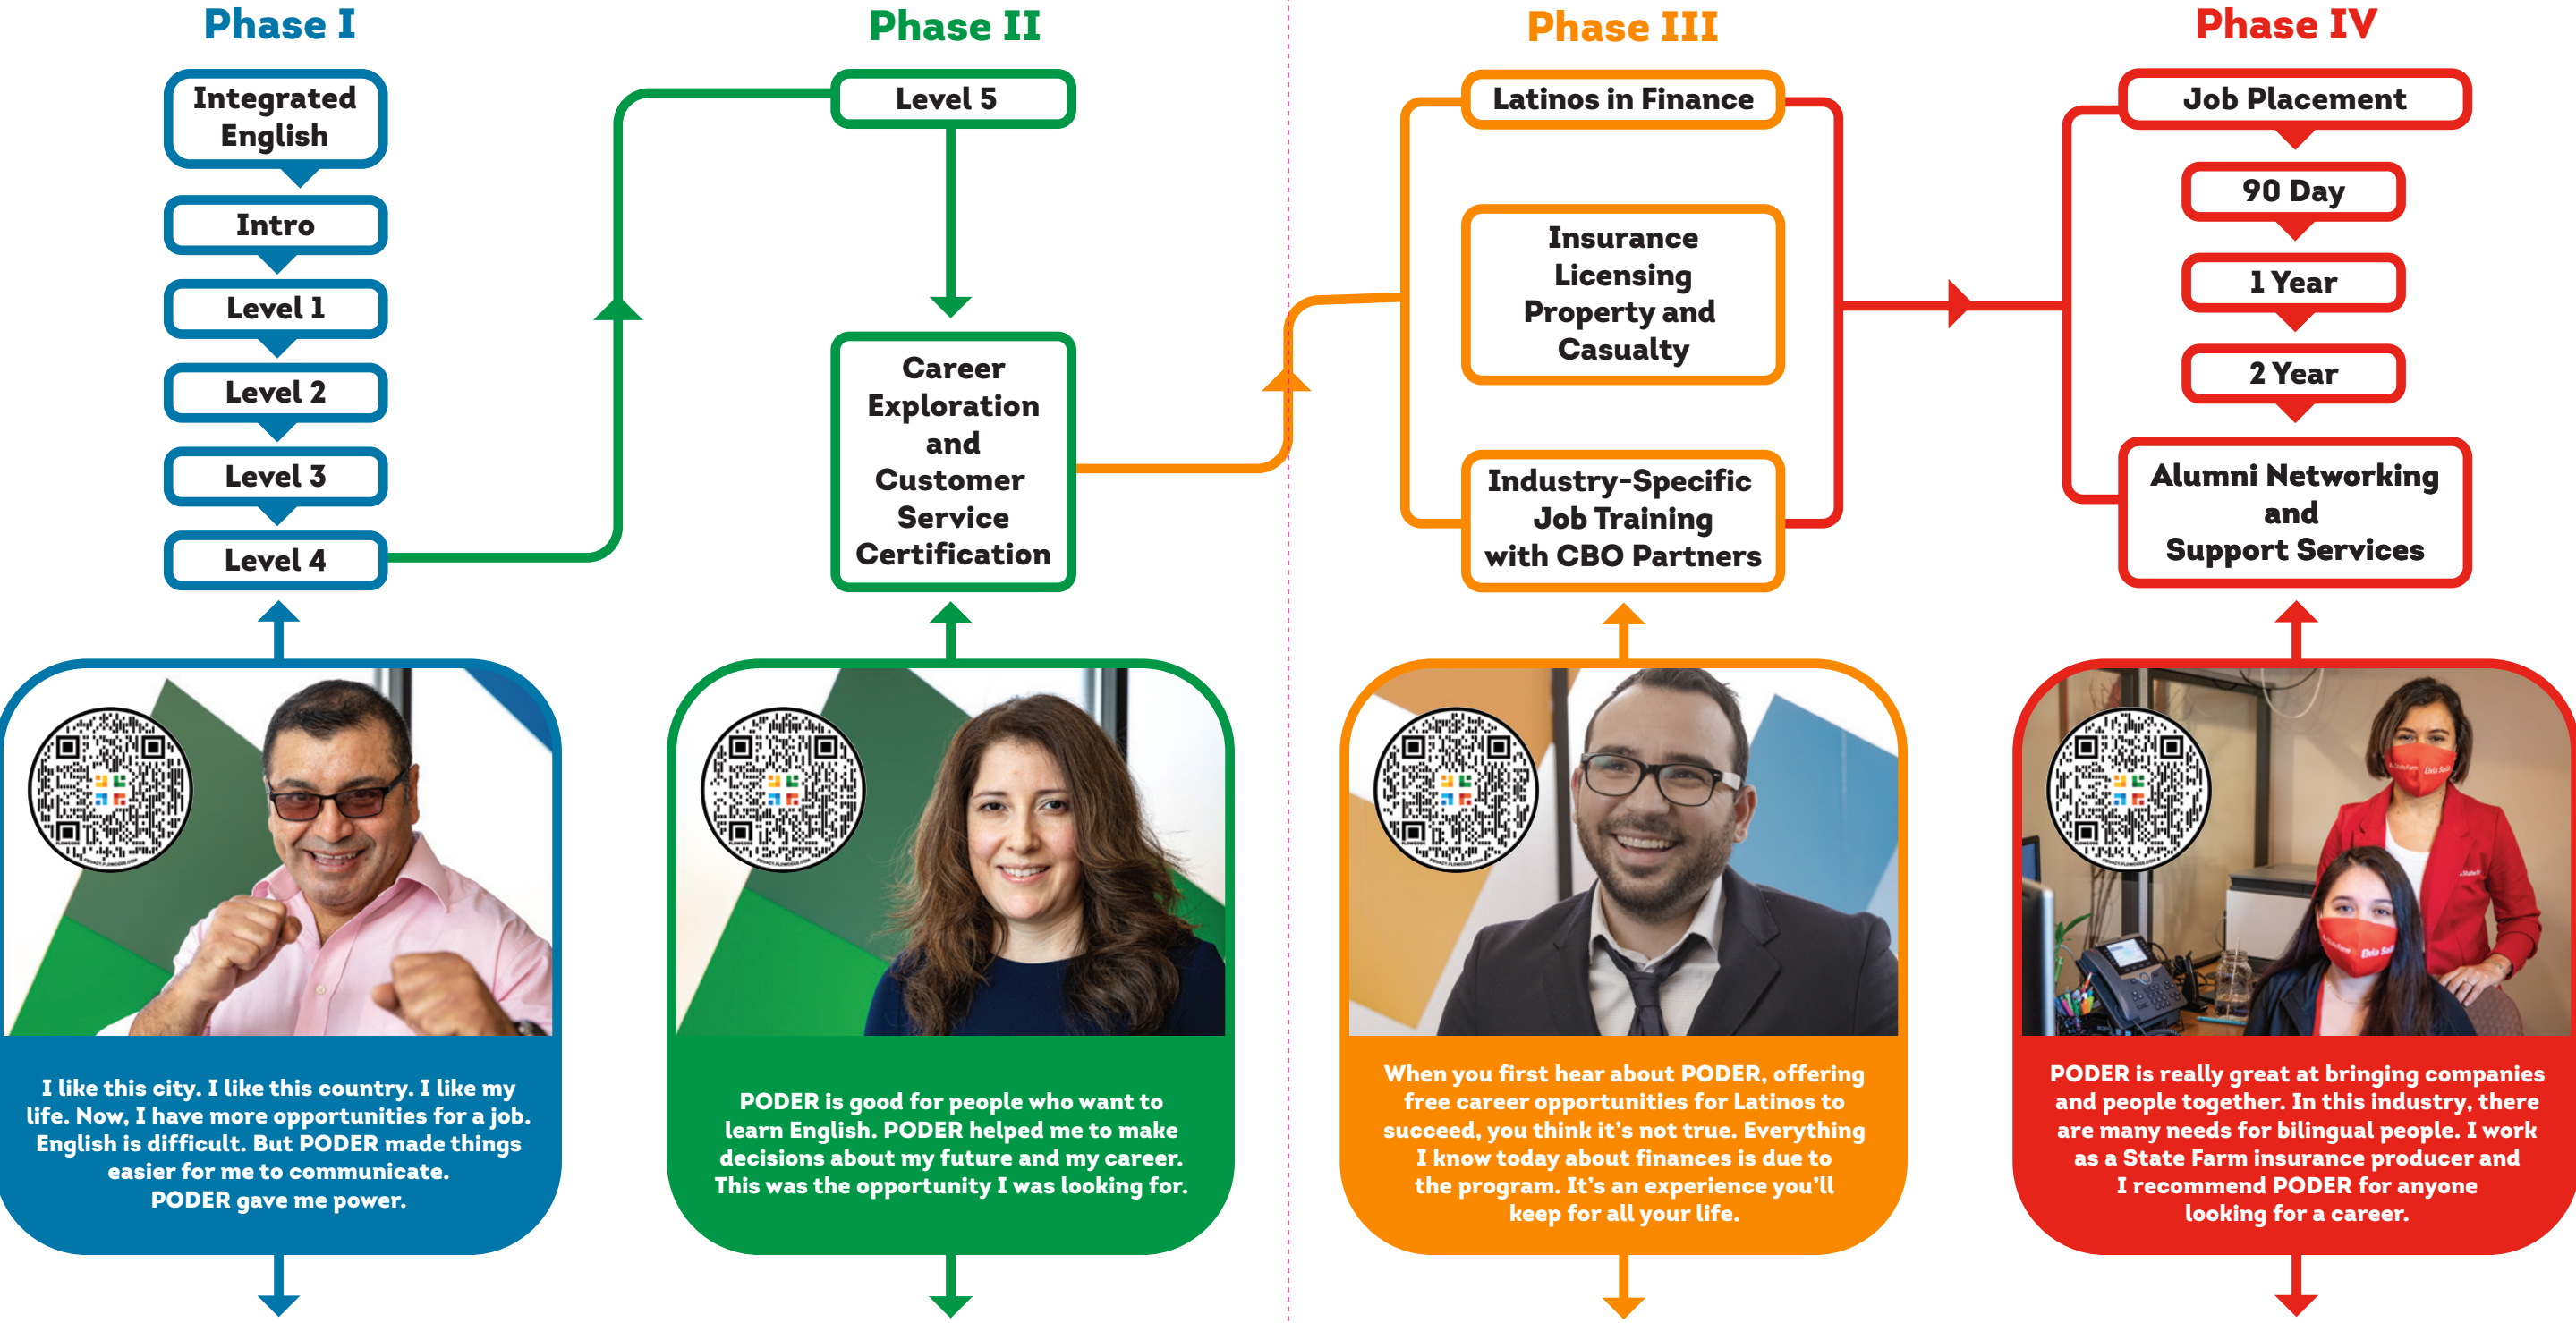 Phase I
Integrated
English
Intro
Level 1
Level 2
Level 3
Level 4
I like this city. I like this country. I like my
life. Now, I have more opportunities for a job.
English is difficult. But PODER made things
easier for me to communicate.
PODER gave me power.
Phase II
Level 5
Career
Exploration
and
Customer
Service
Certification
PODER is good for people who want to
learn English. PODER helped me to make
decisions about my future and my career.
This was the opportunity I was looking for.
Phase III
Latinos in Finance
Insurance
Licensing
Property and
Casualty
Industry-Specific
Job Training
with CBO Partners
When you first hear about PODER, offering
free career opportunities for Latinos to
succeed, you think it's not true. Everything
I know today about finances is due to
the program. It's an experience you'll
keep for all your life.
Phase IV
Job Placement
90 Day
1 Year
2 Year
Alumni Networking
and
Support Services
PODER is really great at bringing companies
and people together. In this industry, there
are many needs for bilingual people. I work
as a State Farm insurance producer and
I recommend PODER for anyone
looking for a career.